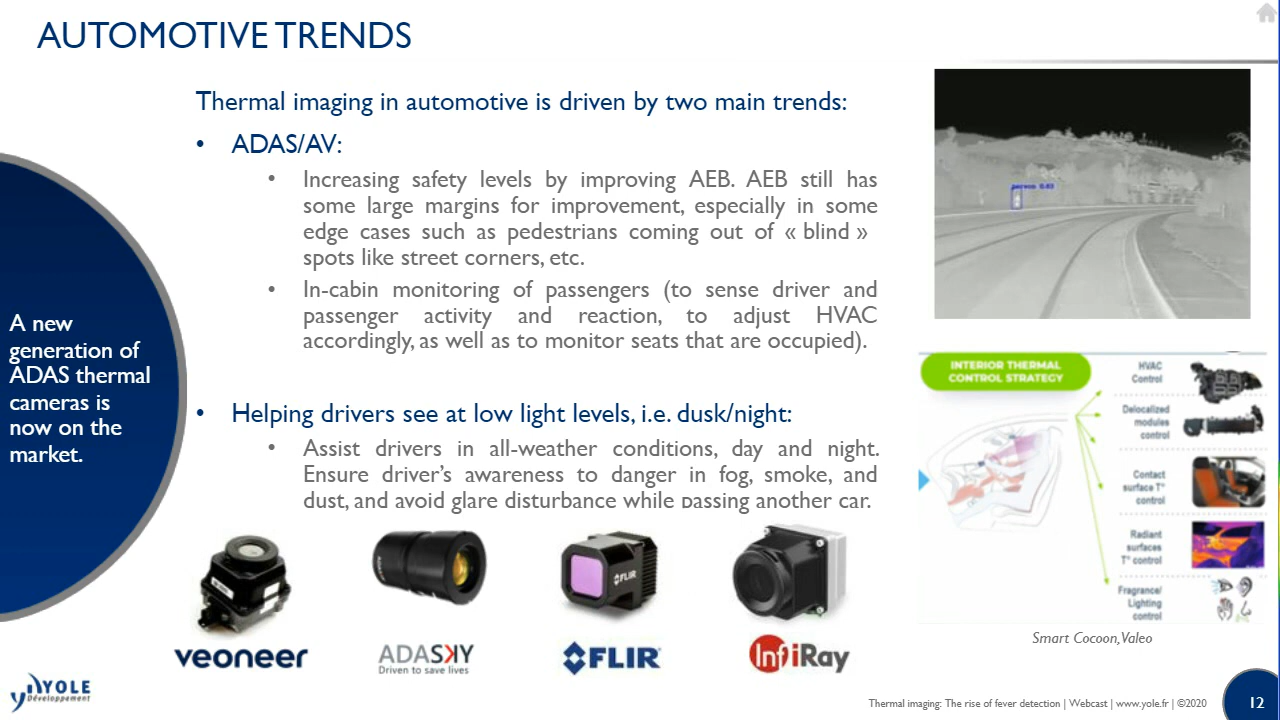 AUTOMOTIVE TRENDS
Thermal imaging in automotive is driven by two main trends:
• ADAS/AV:
• Increasing safety levels by improving AEB. AEB still has
some large margins for improvement, especially in some
edge cases such as pedestrians coming out of « blind »
spots like street corners, etc.
• In-cabin monitoring of passengers (to sense driver and
passenger activity and reaction, to adjust HVAC
accordingly, as well as to monitor seats that are occupied).
• Helping drivers see at low light levels, i.e. dusk/night:
• Assist drivers in all-weather conditions, day and night.
Ensure driver's awareness to danger in fog, smoke, and
dust, and avoid glare disturbance while passing another car.
A new
generation of
ADAS thermal
cameras is
now on the
market.
person 0.63
INTERIOR THERMAL
CONTROL STRATEGY
HVAC
Control
Delocalized
modules
control
Contact
surface T°
control
Radiant
surfaces
T° control
Fragrance/
Lighting
control
Smart Cocoon, Valeo
FLIR
veoneer
ADASKY
Driven to save lives
FLIR
InfiRay
YOLE
Développement
Thermal imaging: The rise of fever detection | Webcast | www.yole.fr | ©2020
12